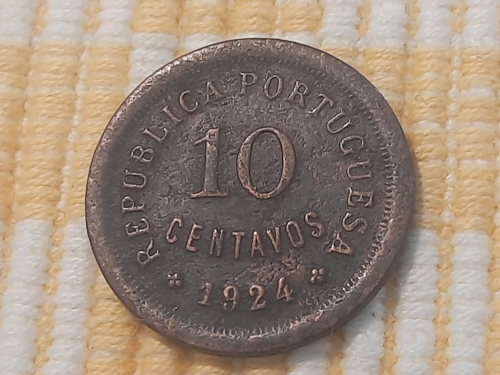 REPUBLICA PORTUGUESA
10
CENTAVOS
1924